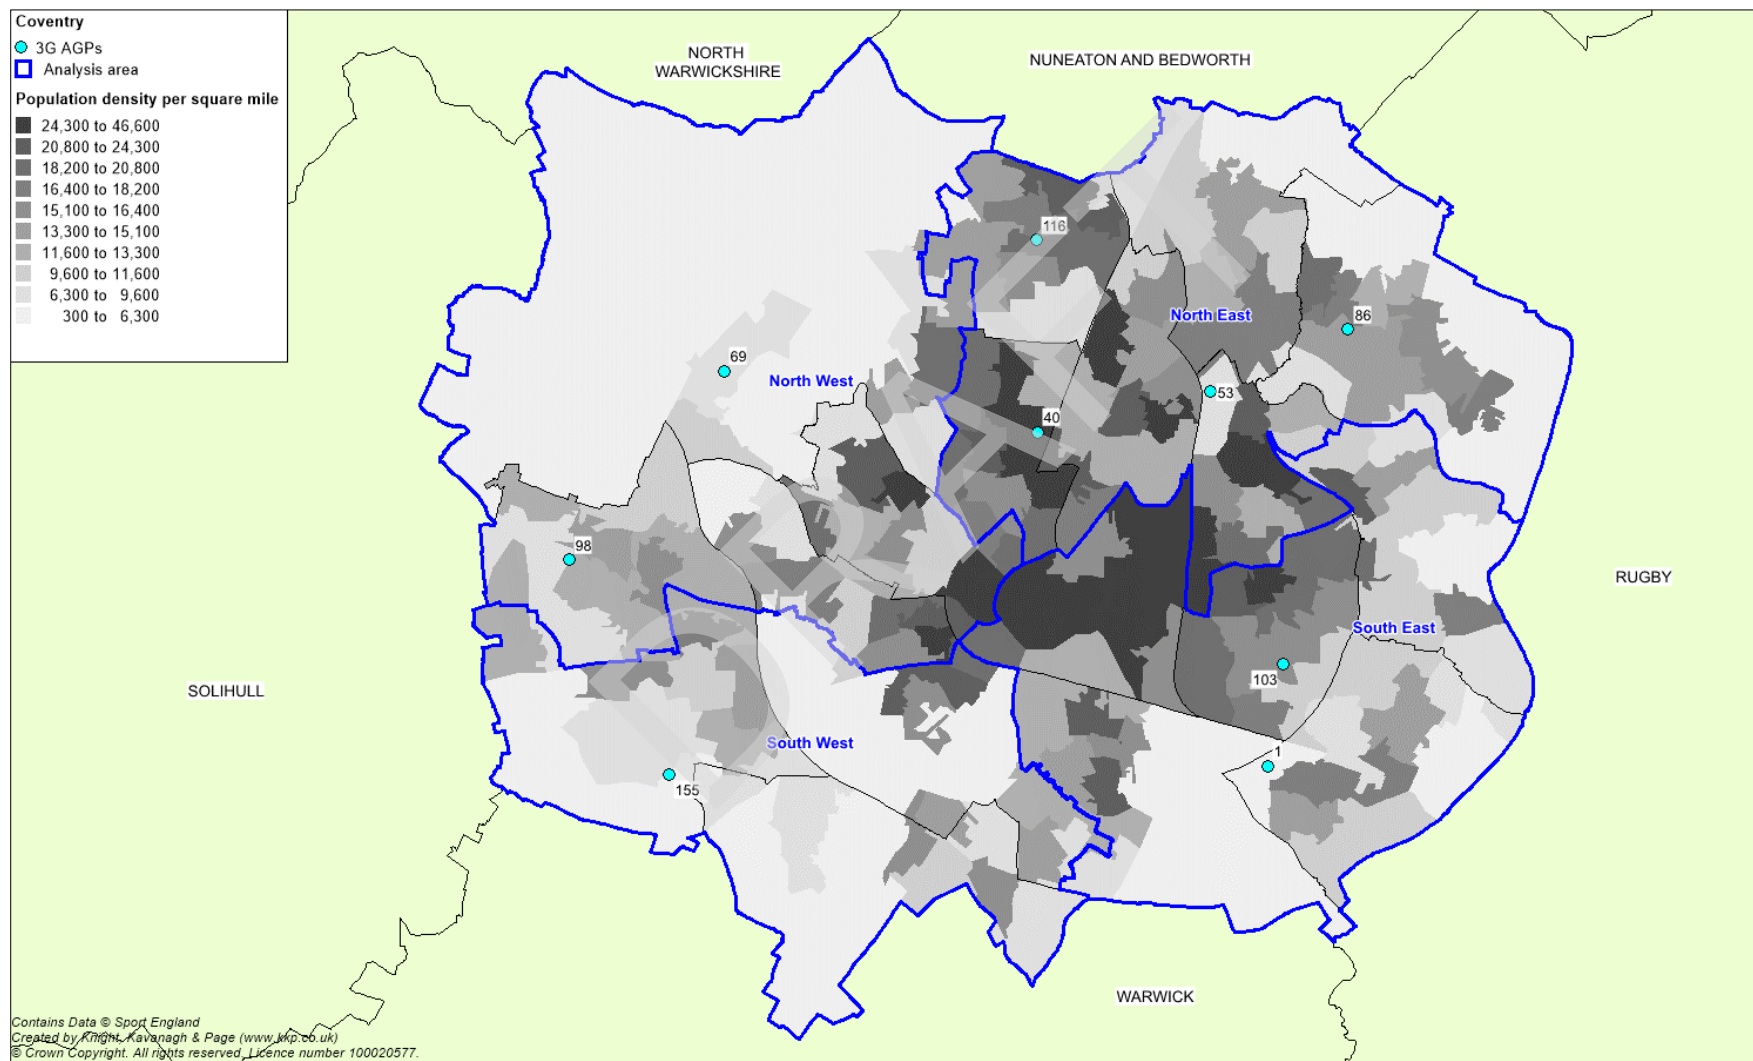 Coventry
3G AGPs
Analysis area
Population density per square mile
24,300 to 46,600
20,800 to 24,300
18,200 to 20,800
16,400 to 18,200
15,100 to 16,400
13,300 to 15,100
11,600 to 13,300
9,600 to 11,600
6,300 to 9,600
300 to 6,300
NORTH
WARWICKSHIRE
NUNEATON AND BEDWORTH
116
North East
86
69
North West
53
40
98
RUGBY
South East
SOLIHULL
103
South West
1
155
WARWICK
Contains Data © Sport England
Created by Knight, Kavanagh & Page (www.kkp.co.uk)
© Crown Copyright. All rights reserved. Licence number 100020577.